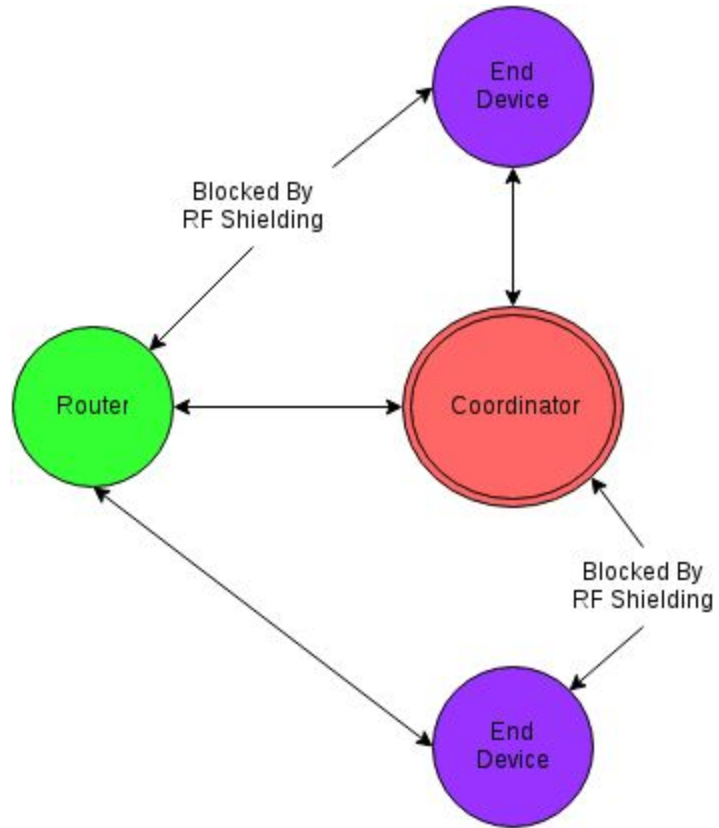 End
Device
Blocked By
RF Shielding
Router
Coordinator
Blocked By
RF Shielding
End
Device